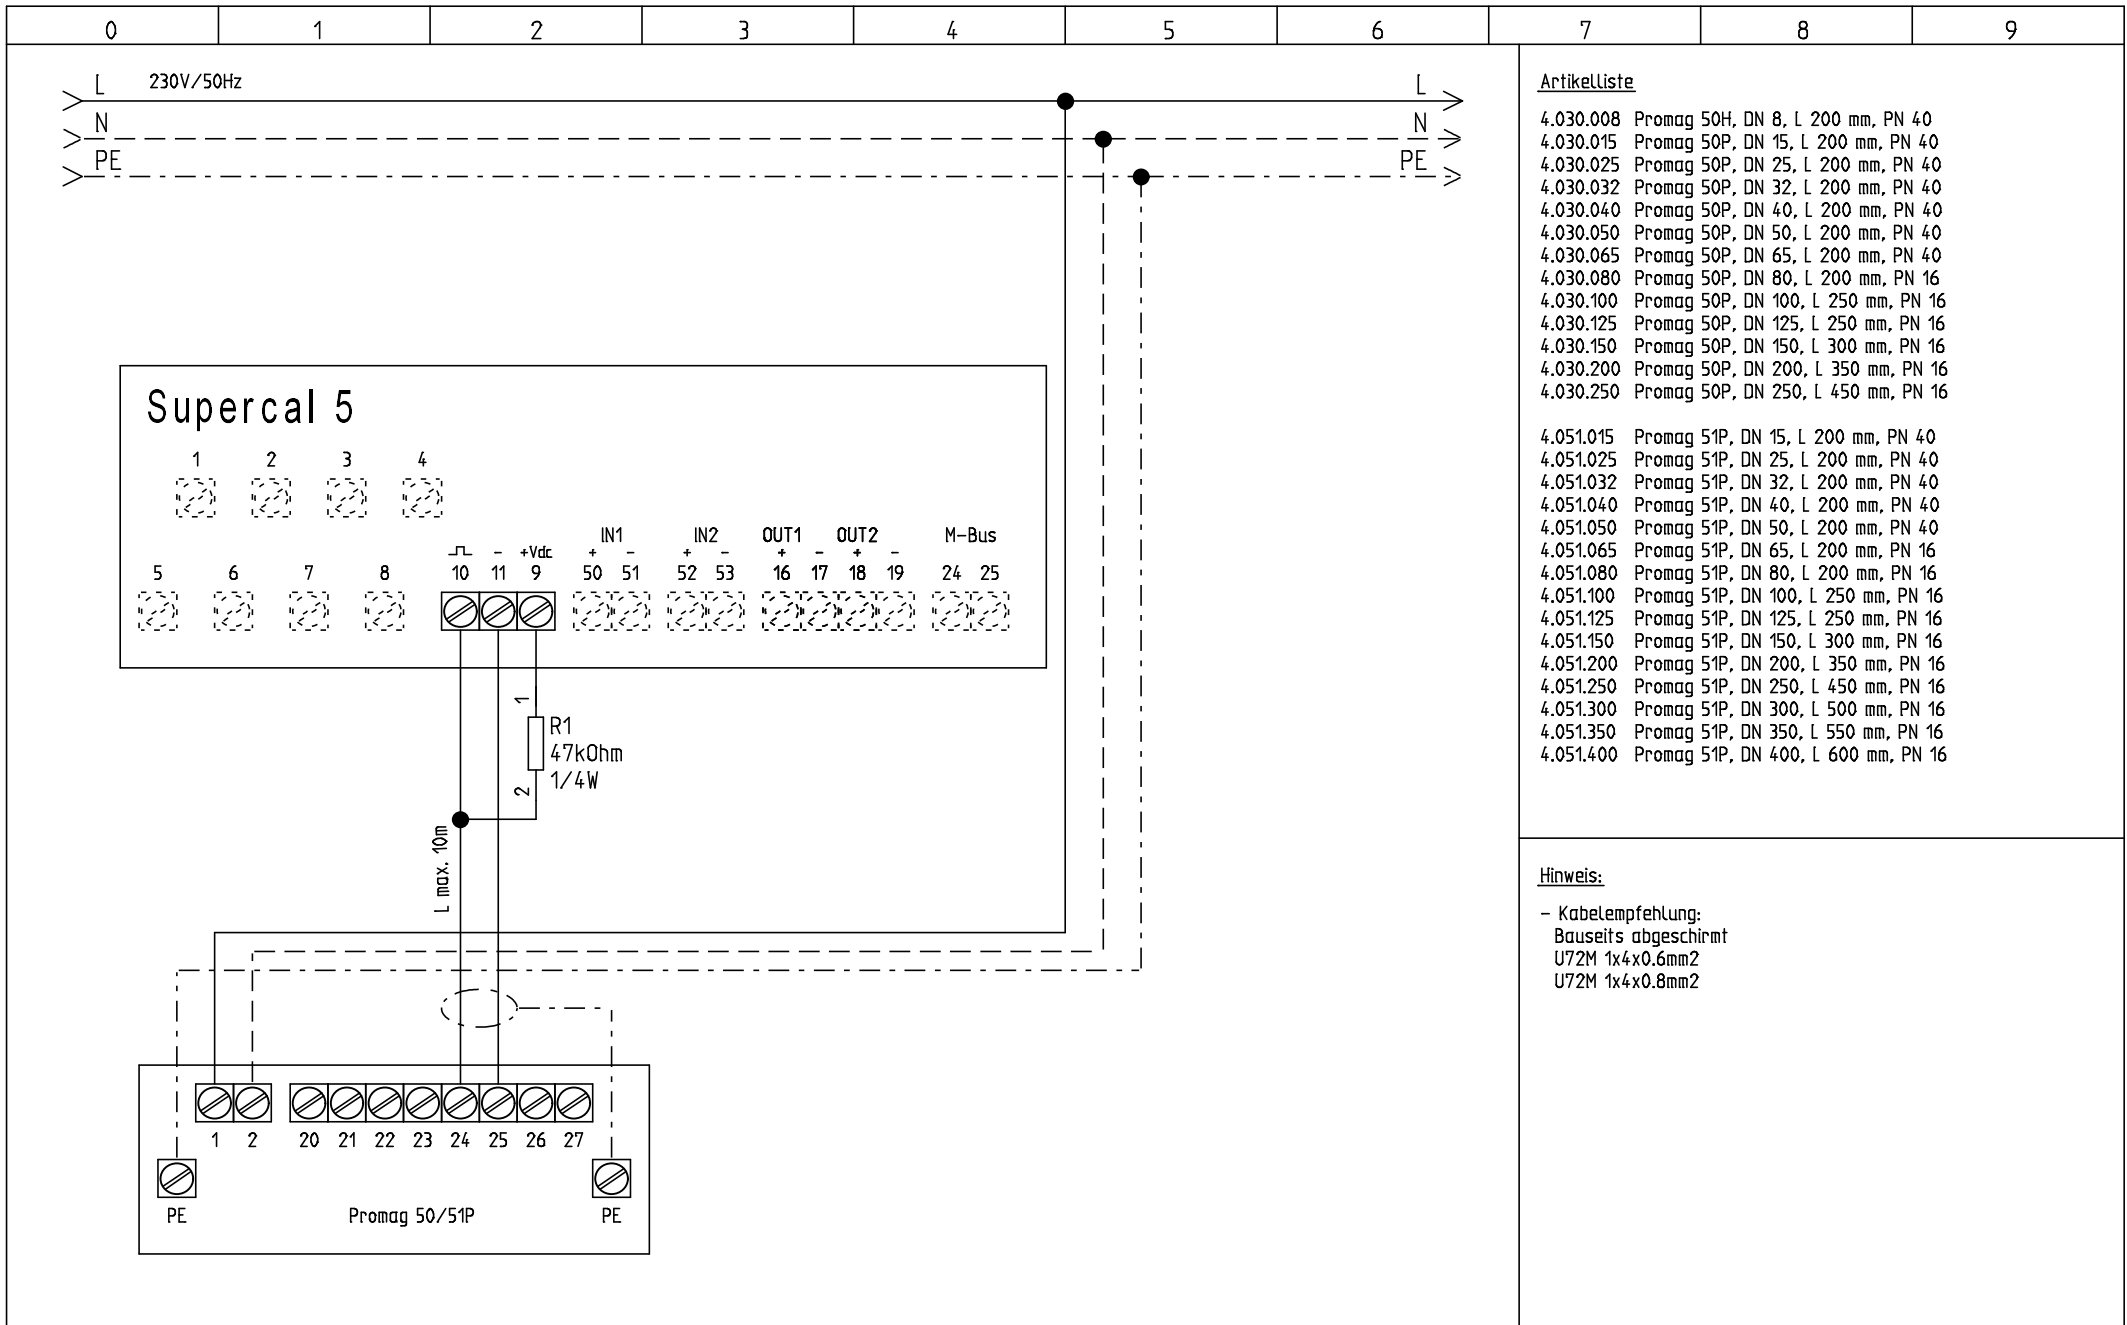 0 1 2 3 4 5 6 7 8 9
L 230V/50Hz L
N N
PE PE
Supercal 5
1 2 3 4
IN1 IN2 OUT1 OUT2 M-Bus
- +Vdc + - + - + - + -
5 6 7 8 10 11 9 50 51 52 53 16 17 18 19 24 25
1
R1
47kOhm
1/4W
2
L max. 10m
1 2 20 21 22 23 24 25 26 27
PE Promag 50/51P PE
Artikelliste
4.030.008 Promag 50H, DN 8, L 200 mm, PN 40
4.030.015 Promag 50P, DN 15, L 200 mm, PN 40
4.030.025 Promag 50P, DN 25, L 200 mm, PN 40
4.030.032 Promag 50P, DN 32, L 200 mm, PN 40
4.030.040 Promag 50P, DN 40, L 200 mm, PN 40
4.030.050 Promag 50P, DN 50, L 200 mm, PN 40
4.030.065 Promag 50P, DN 65, L 200 mm, PN 40
4.030.080 Promag 50P, DN 80, L 200 mm, PN 16
4.030.100 Promag 50P, DN 100, L 250 mm, PN 16
4.030.125 Promag 50P, DN 125, L 250 mm, PN 16
4.030.150 Promag 50P, DN 150, L 300 mm, PN 16
4.030.200 Promag 50P, DN 200, L 350 mm, PN 16
4.030.250 Promag 50P, DN 250, L 450 mm, PN 16
4.051.015 Promag 51P, DN 15, L 200 mm, PN 40
4.051.025 Promag 51P, DN 25, L 200 mm, PN 40
4.051.032 Promag 51P, DN 32, L 200 mm, PN 40
4.051.040 Promag 51P, DN 40, L 200 mm, PN 40
4.051.050 Promag 51P, DN 50, L 200 mm, PN 40
4.051.065 Promag 51P, DN 65, L 200 mm, PN 16
4.051.080 Promag 51P, DN 80, L 200 mm, PN 16
4.051.100 Promag 51P, DN 100, L 250 mm, PN 16
4.051.125 Promag 51P, DN 125, L 250 mm, PN 16
4.051.150 Promag 51P, DN 150, L 300 mm, PN 16
4.051.200 Promag 51P, DN 200, L 350 mm, PN 16
4.051.250 Promag 51P, DN 250, L 450 mm, PN 16
4.051.300 Promag 51P, DN 300, L 500 mm, PN 16
4.051.350 Promag 51P, DN 350, L 550 mm, PN 16
4.051.400 Promag 51P, DN 400, L 600 mm, PN 16
Hinweis:
- Kabelempfehlung:
Bauseits abgeschirmt
U72M 1x4x0.6mm2
U72M 1x4x0.8mm2